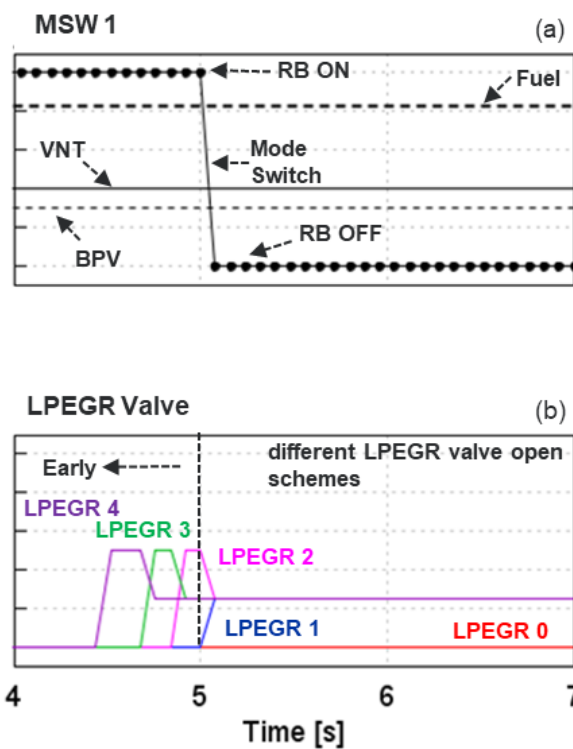 MSW 1
(a)
RB ON
Fuel
VNT
Mode
Switch
RB OFF
BPV
LPEGR Valve
(b)
Early
different LPEGR valve open
schemes
LPEGR 4
LPEGR 3
LPEGR 2
LPEGR 1
LPEGR 0
4 5 6 7
Time [s]